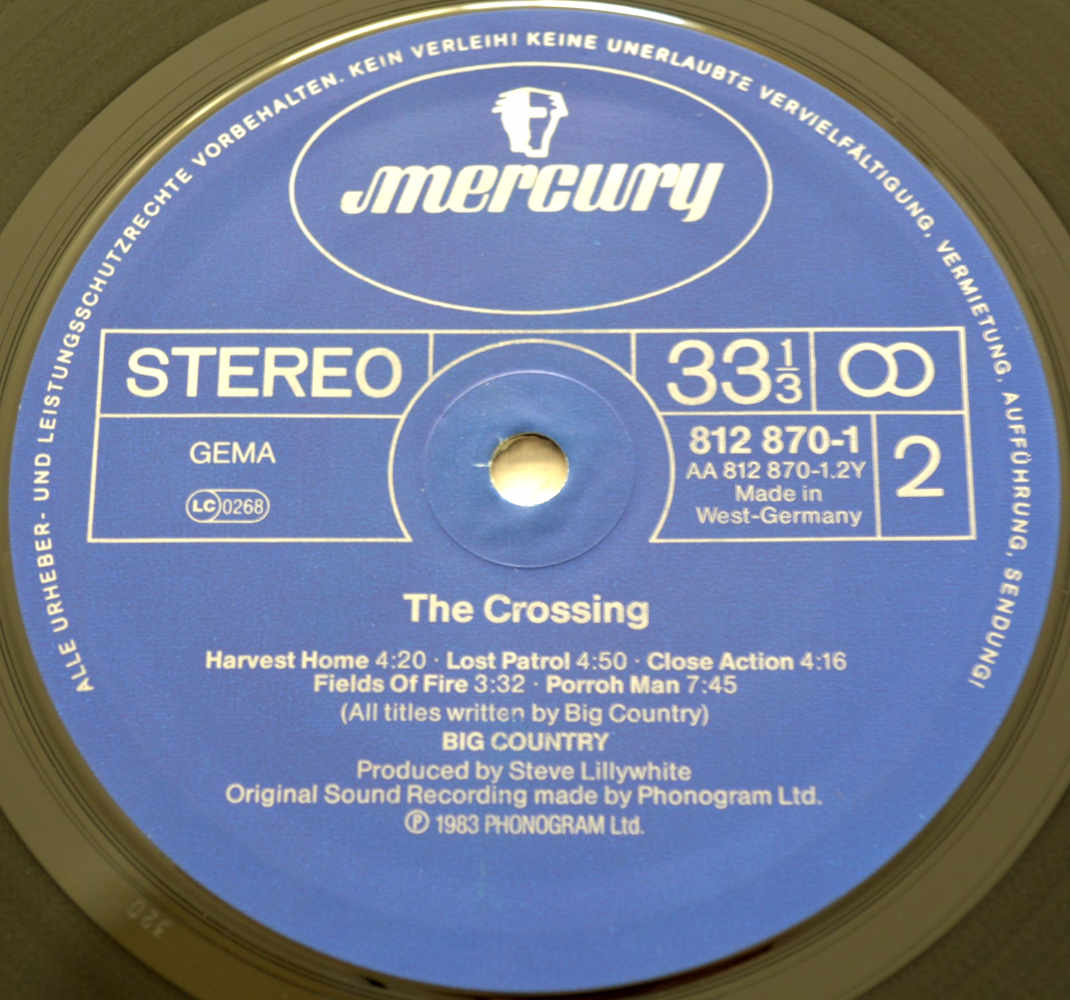 ALLE URHEBER- UND LEISTUNGSSCHUTZRECHTE VORBEHALTEN. KEIN VERLEIH! KEINE UNERLAUBTE VERVIELFÄLTIGUNG, VERMIETUNG, AUFFÜHRUNG, SENDUNG!
mercury
STEREO
33 1/3
GEMA
LC 0268
812 870-1
AA 812 870-1.2Y
Made in
West-Germany
2
The Crossing
Harvest Home 4:20 · Lost Patrol 4:50 · Close Action 4:16
Fields Of Fire 3:32 · Porroh Man 7:45
(All titles written by Big Country)
BIG COUNTRY
Produced by Steve Lillywhite
Original Sound Recording made by Phonogram Ltd.
℗ 1983 PHONOGRAM Ltd.
320